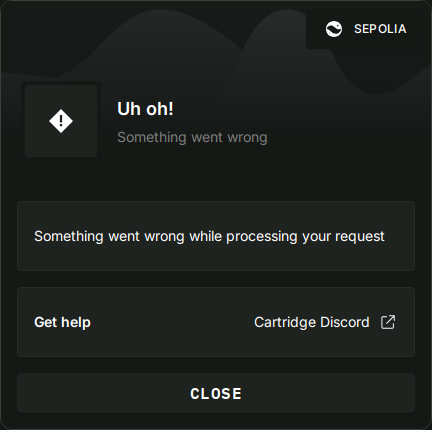 SEPOLIA
Uh oh!
Something went wrong
Something went wrong while processing your request
Get help
Cartridge Discord
CLOSE